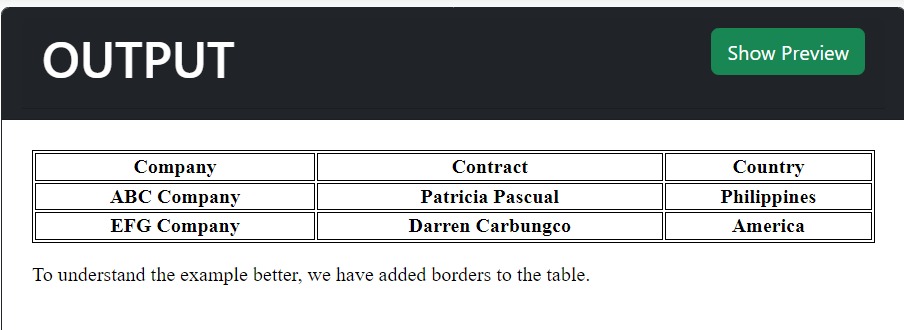 OUTPUT
Show Preview
Company Contract Country
ABC Company Patricia Pascual Philippines
EFG Company Darren Carbungco America
To understand the example better, we have added borders to the table.